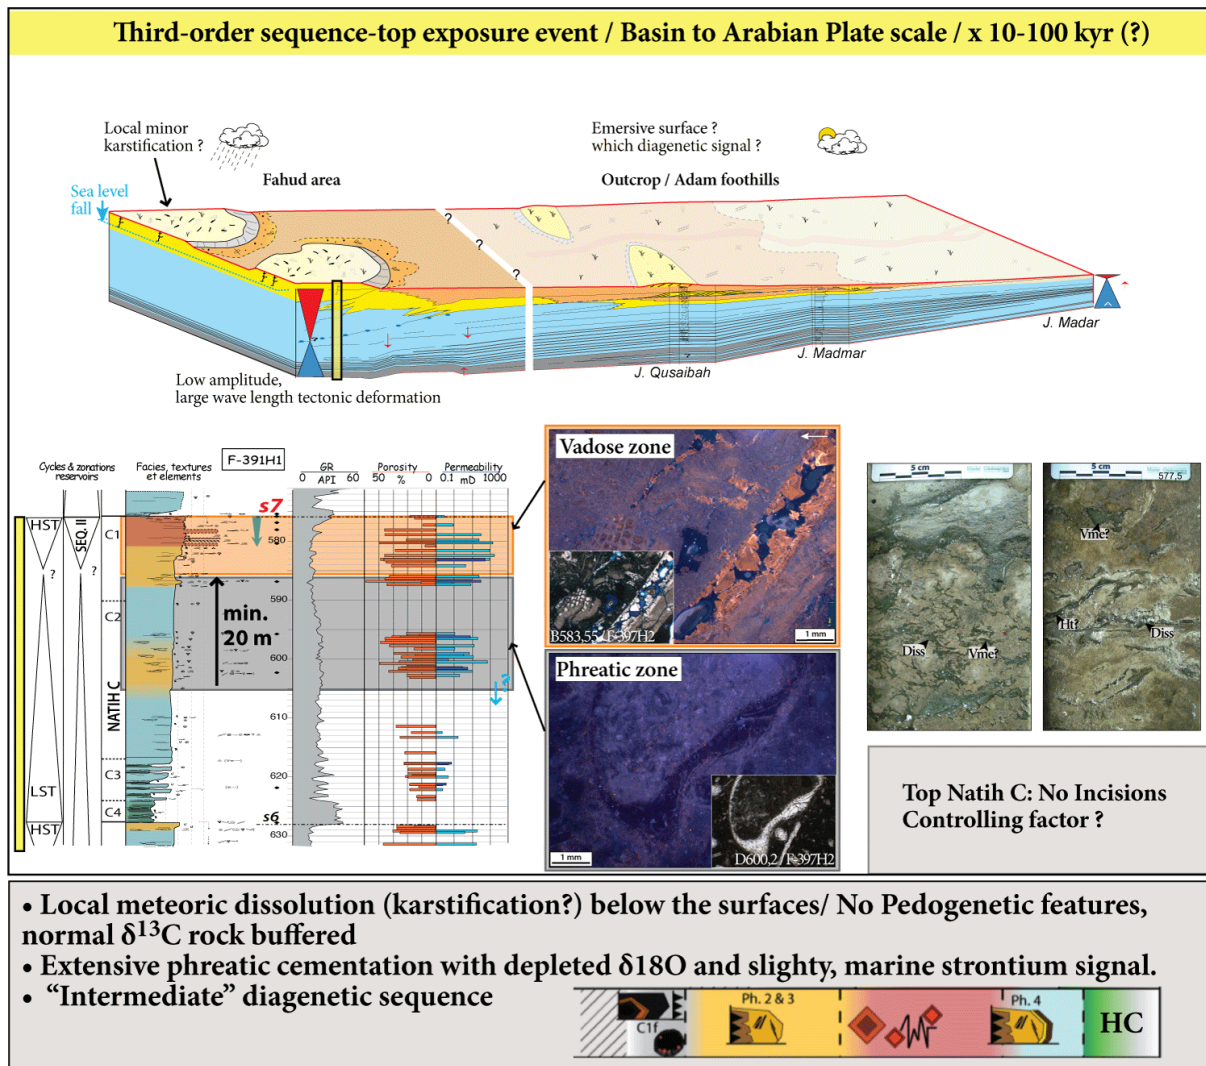 Third-order sequence-top exposure event / Basin to Arabian Plate scale / x 10-100 kyr (?)
Local minor
karstification ?
Emersive surface ?
which diagenetic signal ?
Sea level
fall
Fahud area
Outcrop / Adam foothills
?
?
?
J. Madar
J. Madmar
J. Qusaibah
Low amplitude,
large wave length tectonic deformation
Cycles & zonations
reservoirs
Facies, textures
et elements
F-391H1
GR
0 API 60
Porosity
50 % 0
Permeability
0.1 mD 1000
s7
HST
SEQ. II
C1
580
?
?
C2
590
min.
20 m
600
NATIH C
?
610
C3
620
LST
C4
s6
HST
630
Vadose zone
B583,55 / F-397H2
1 mm
Phreatic zone
D600,2 / F-397H2
1 mm
5 cm
Diss
Vme?
5 cm
577,5
Vme?
Ht?
Diss
Top Natih C: No Incisions
Controlling factor ?
• Local meteoric dissolution (karstification?) below the surfaces/ No Pedogenetic features,
normal δ¹³C rock buffered
• Extensive phreatic cementation with depleted δ18O and slighty, marine strontium signal.
• “Intermediate” diagenetic sequence
C1f
Ph. 2 & 3
Ph. 4
HC